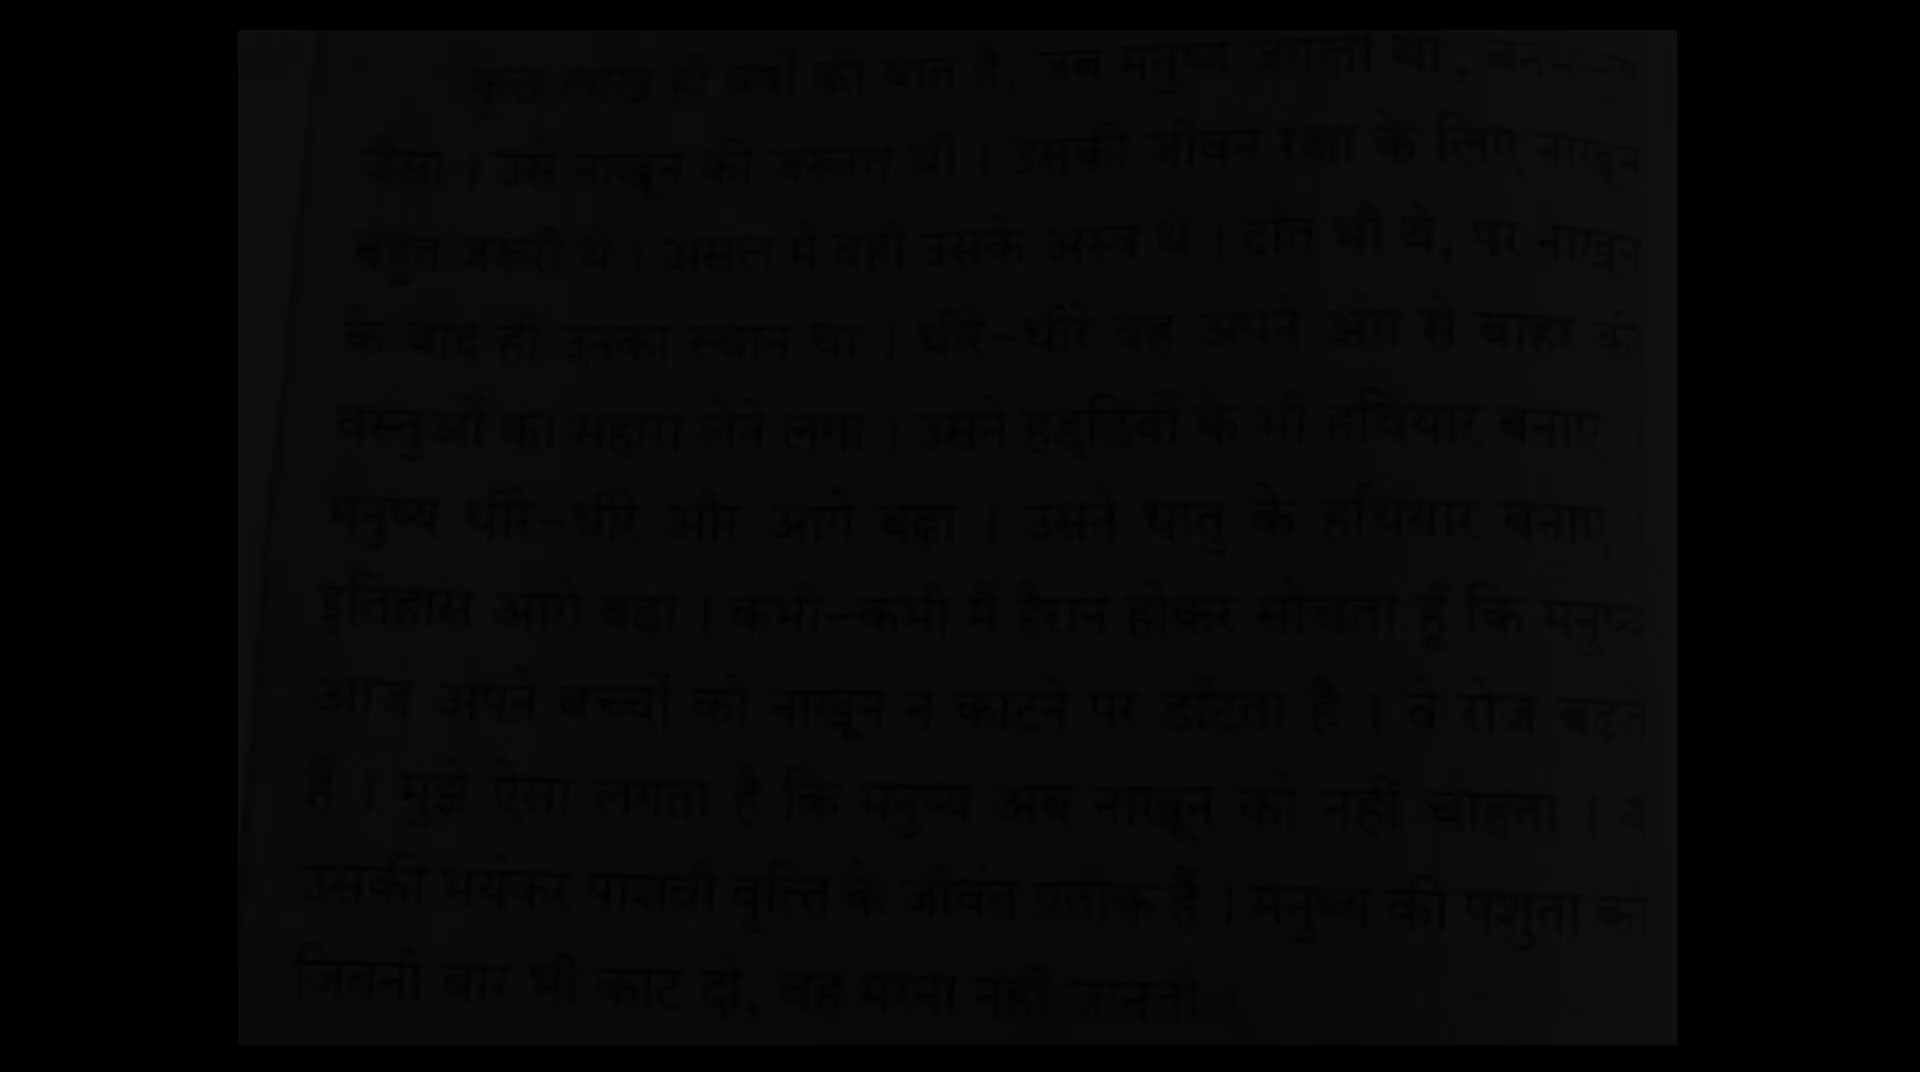 कुछ लाख ही वर्षों की बात है, जब मनुष्य जंगली था ; वनमानुष
जैसा । उसे नाखून की जरूरत थी । उसकी जीवन रक्षा के लिए नाखून
बहुत जरूरी थे । असल में वही उसके अस्त्र थे । दाँत भी थे, पर नाखून
के बाद ही उनका स्थान था । धीरे-धीरे वह अपने अंग से बाहर की
वस्तुओं का सहारा लेने लगा । उसने हड्डियों के भी हथियार बनाए ।
मनुष्य धीरे-धीरे और आगे बढ़ा । उसने धातु के हथियार बनाए ।
इतिहास आगे बढ़ा । कभी-कभी मैं हैरान होकर सोचता हूँ कि मनुष्य
आज अपने बच्चों को नाखून न काटने पर डाँटता है । वे रोज बढ़ते
हैं । मुझे ऐसा लगता है कि मनुष्य अब नाखून को नहीं चाहता । ये
उसकी भयंकर पाशवी वृत्ति के जीवंत प्रतीक हैं । मनुष्य की पशुता को
जितनी बार भी काट दो, वह मरना नहीं जानती ।